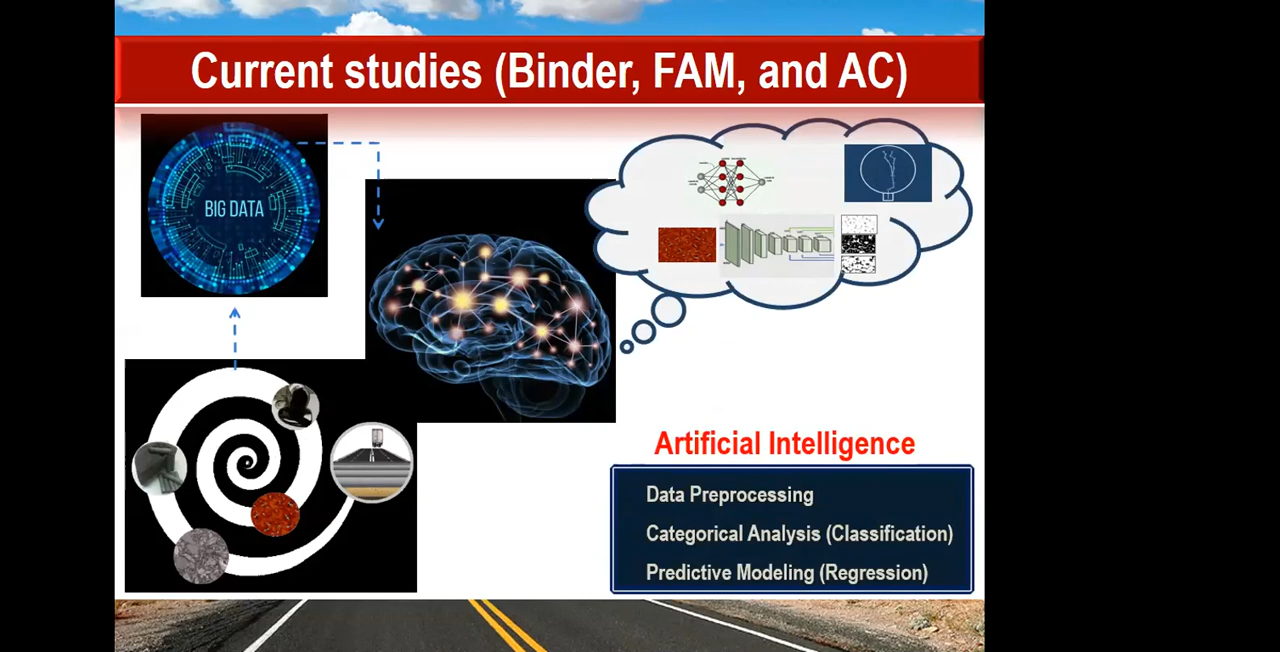 Current studies (Binder, FAM, and AC)
BIG DATA
Artificial Intelligence
Data Preprocessing
Categorical Analysis (Classification)
Predictive Modeling (Regression)